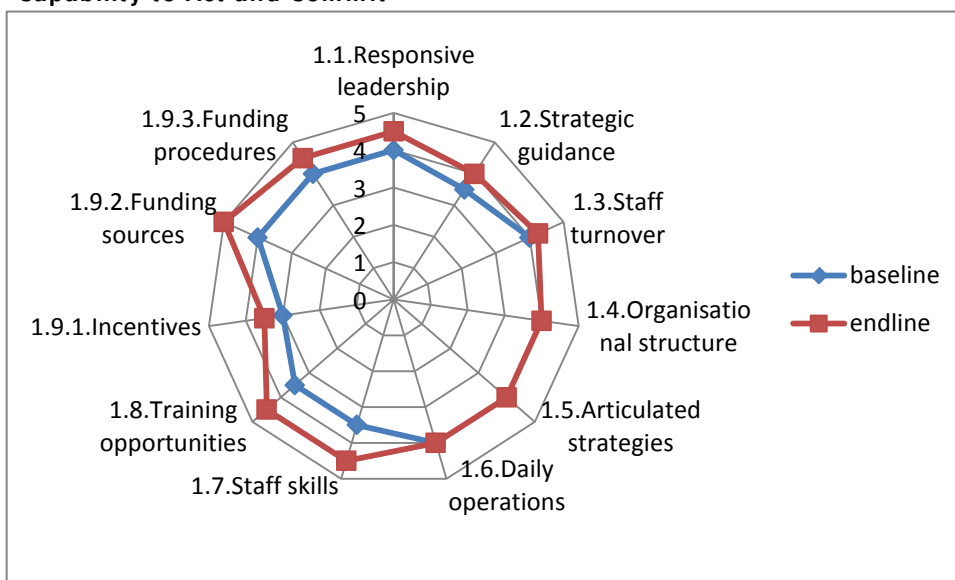 Capability to Act and Commit
1.1.Responsive
leadership
1.2.Strategic
guidance
1.3.Staff
turnover
1.4.Organisatio
nal structure
1.5.Articulated
strategies
1.6.Daily
operations
1.7.Staff skills
1.8.Training
opportunities
1.9.1.Incentives
1.9.2.Funding
sources
1.9.3.Funding
procedures
5
4
3
2
1
0
baseline
endline